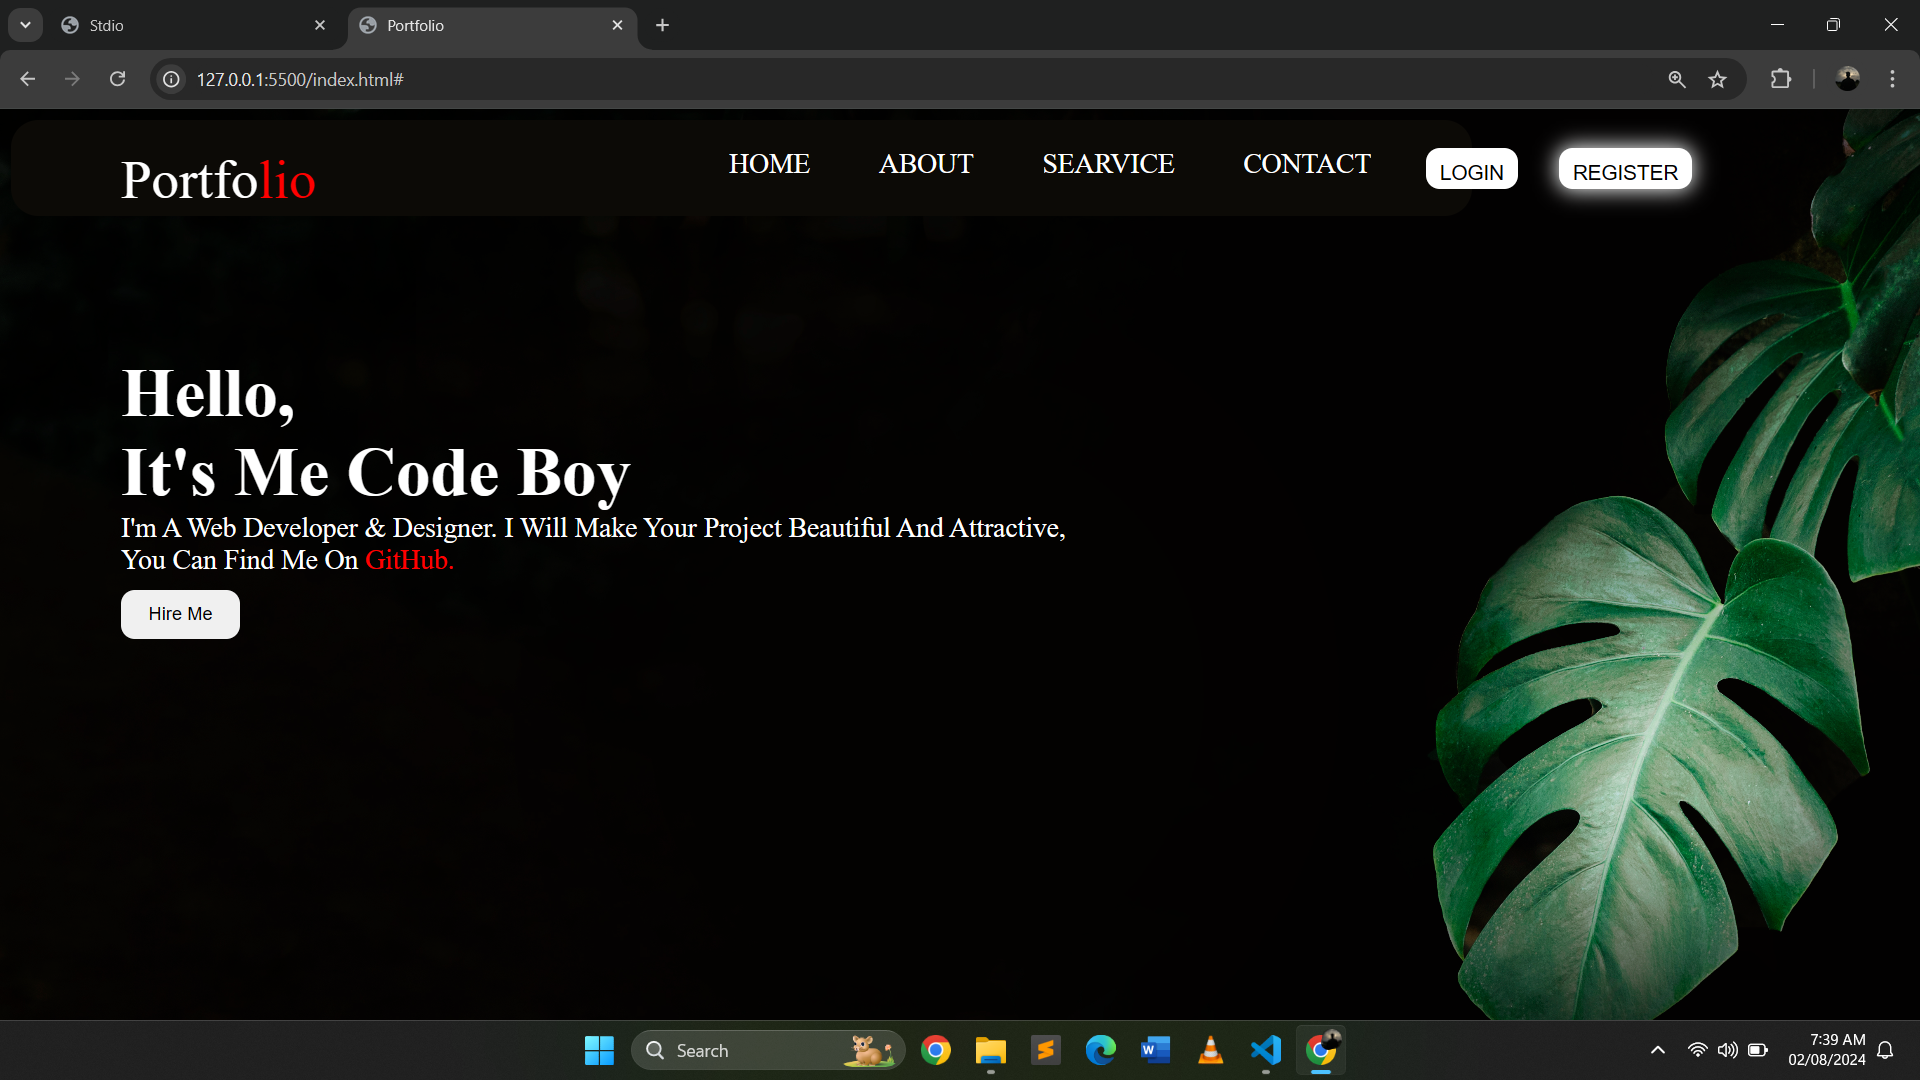 Stdio
Portfolio
127.0.0.1:5500/index.html#
Portfolio
HOME
ABOUT
SEARVICE
CONTACT
LOGIN
REGISTER
Hello,
It's Me Code Boy
I'm A Web Developer & Designer. I Will Make Your Project Beautiful And Attractive,
You Can Find Me On GitHub.
Hire Me
Search
7:39 AM
02/08/2024